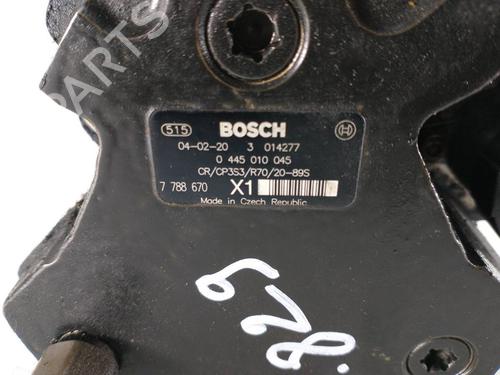 515 BOSCH
04-02-20 3 014277
0 445 010 045
CR/CP3S3/R70/20-89S
7 788 670 X1
Made in Czech Republic
678.
B-PARTS